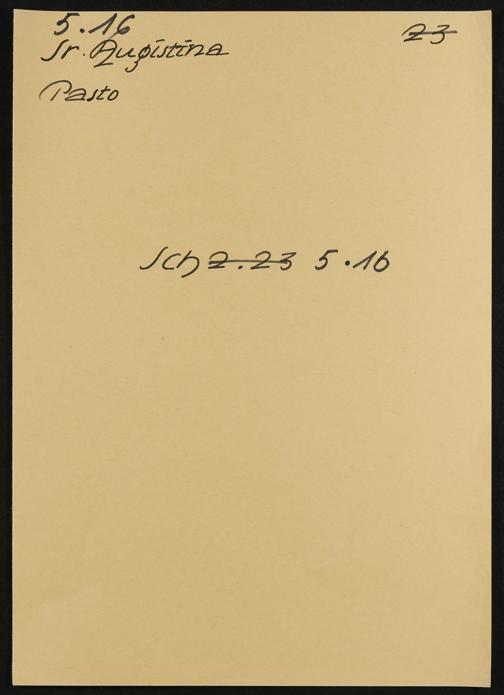 5.16
23
Sr. Augistina
Pasto
Sch 2.23 5.16